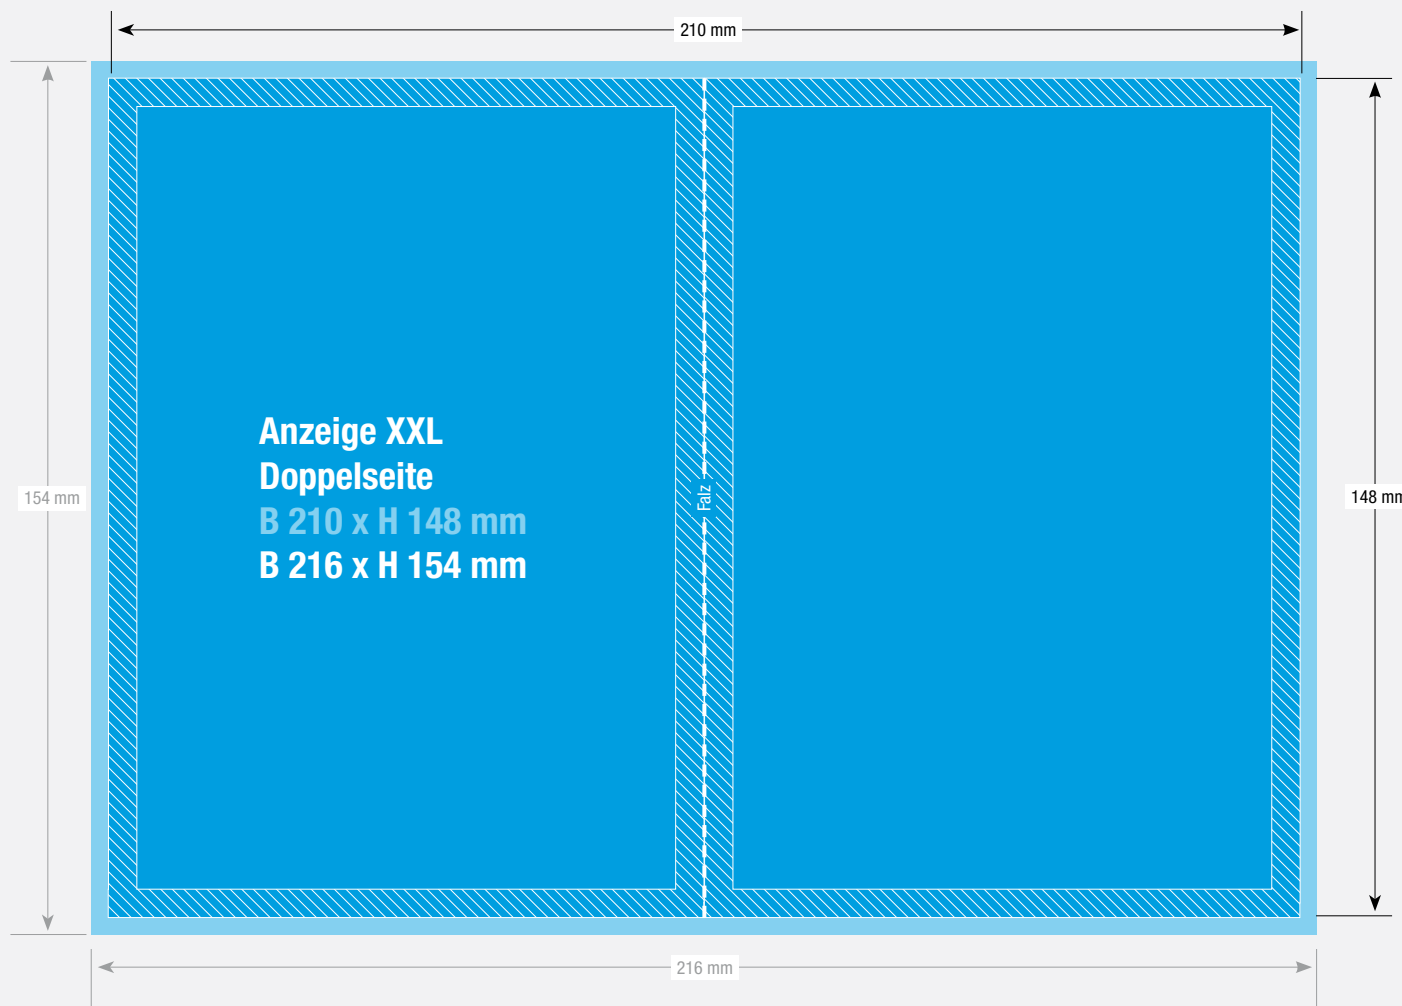 210 mm
Anzeige XXL
Doppelseite
B 210 x H 148 mm
B 216 x H 154 mm
154 mm
Falz
148 mm
216 mm